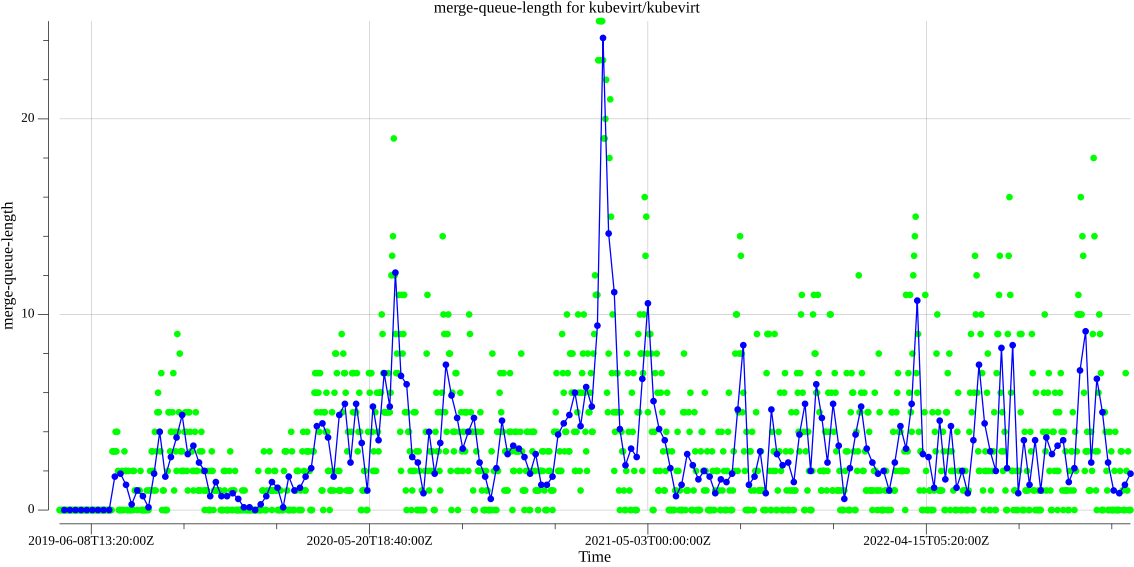 merge-queue-length for kubevirt/kubevirt
merge-queue-length
20
10
0
2019-06-08T13:20:00Z
2020-05-20T18:40:00Z
2021-05-03T00:00:00Z
2022-04-15T05:20:00Z
Time